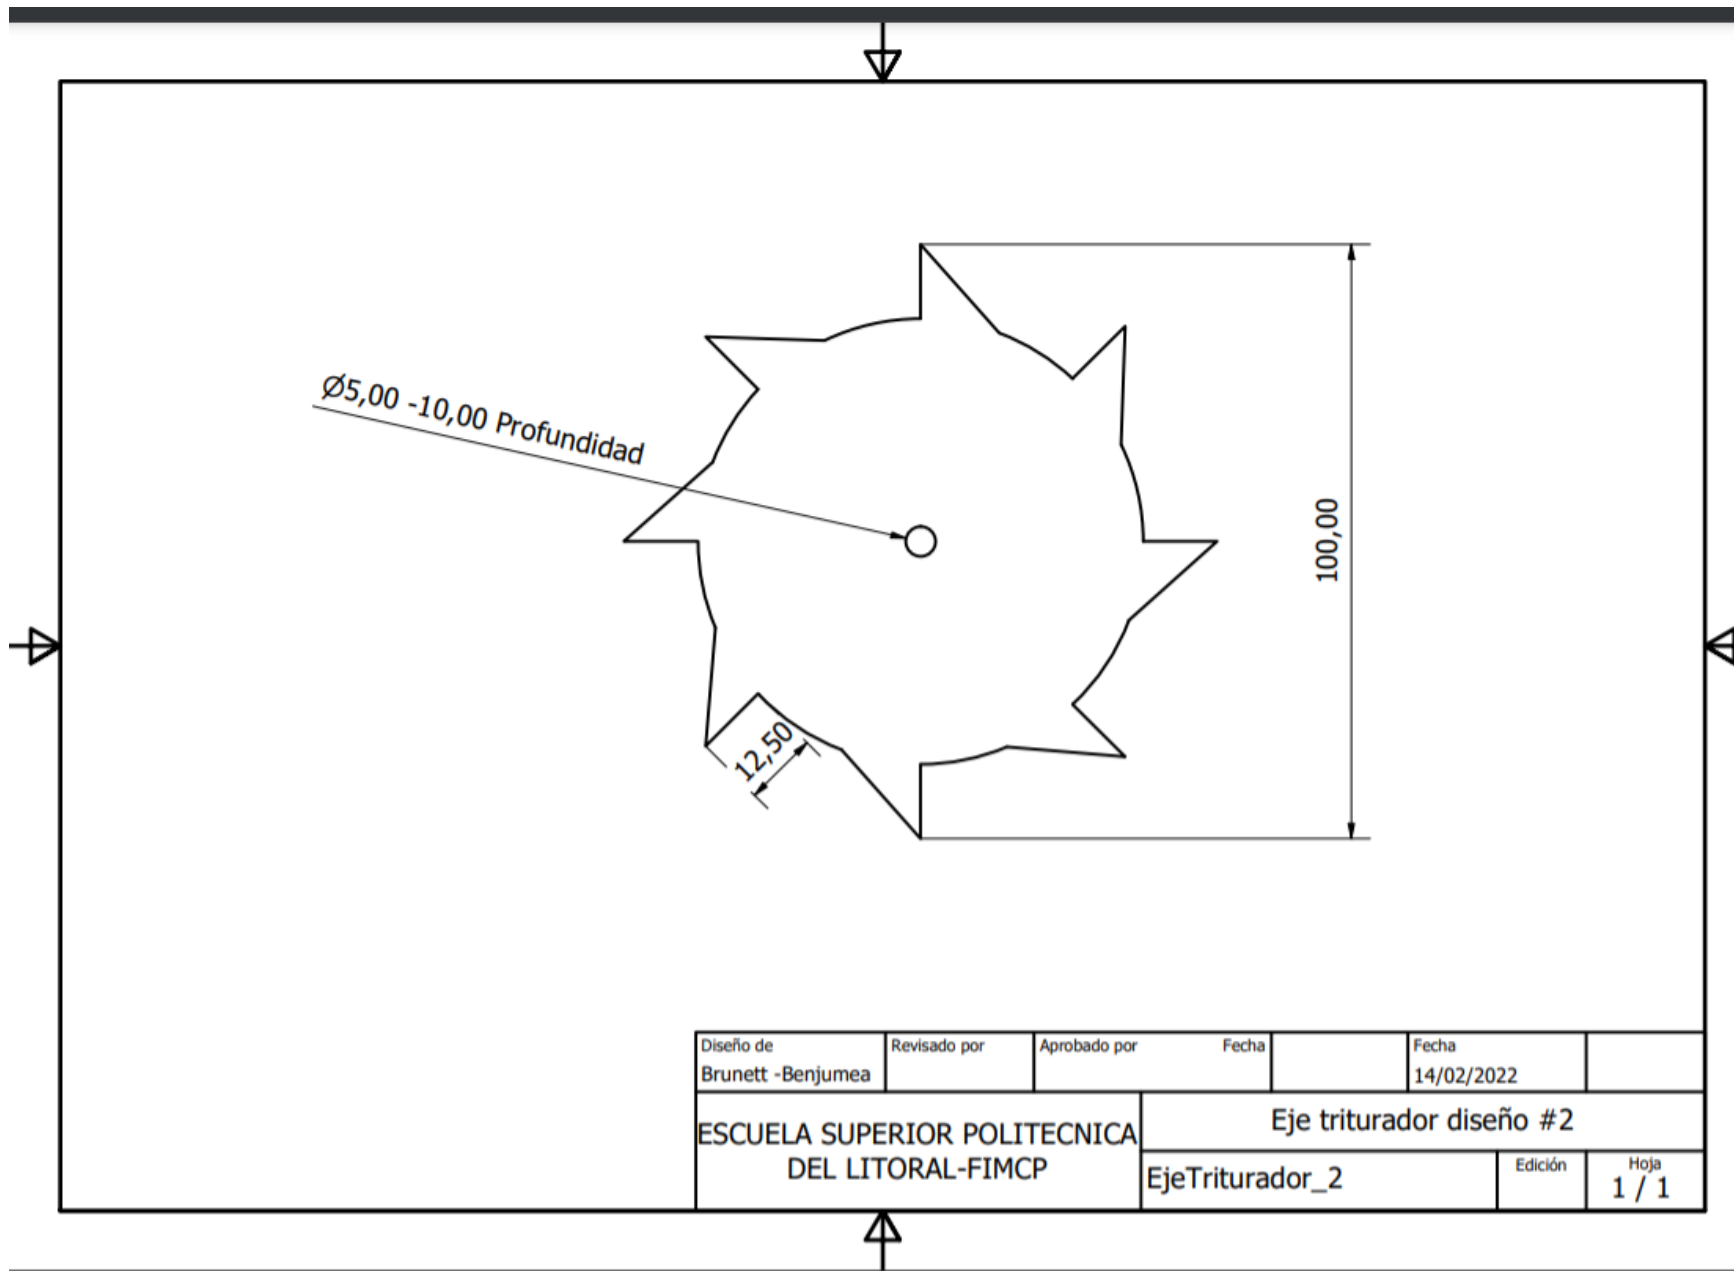 Ø5,00 -10,00 Profundidad
100,00
12,50
Diseño de
Brunett -Benjumea
Revisado por
Aprobado por
Fecha
Fecha
14/02/2022
ESCUELA SUPERIOR POLITECNICA
DEL LITORAL-FIMCP
Eje triturador diseño #2
EjeTriturador_2
Edición
Hoja
1 / 1